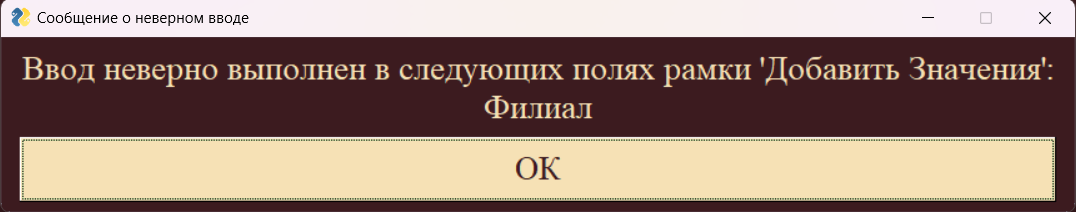 Сообщение о неверном вводе
Ввод неверно выполнен в следующих полях рамки 'Добавить Значения':
Филиал
OK